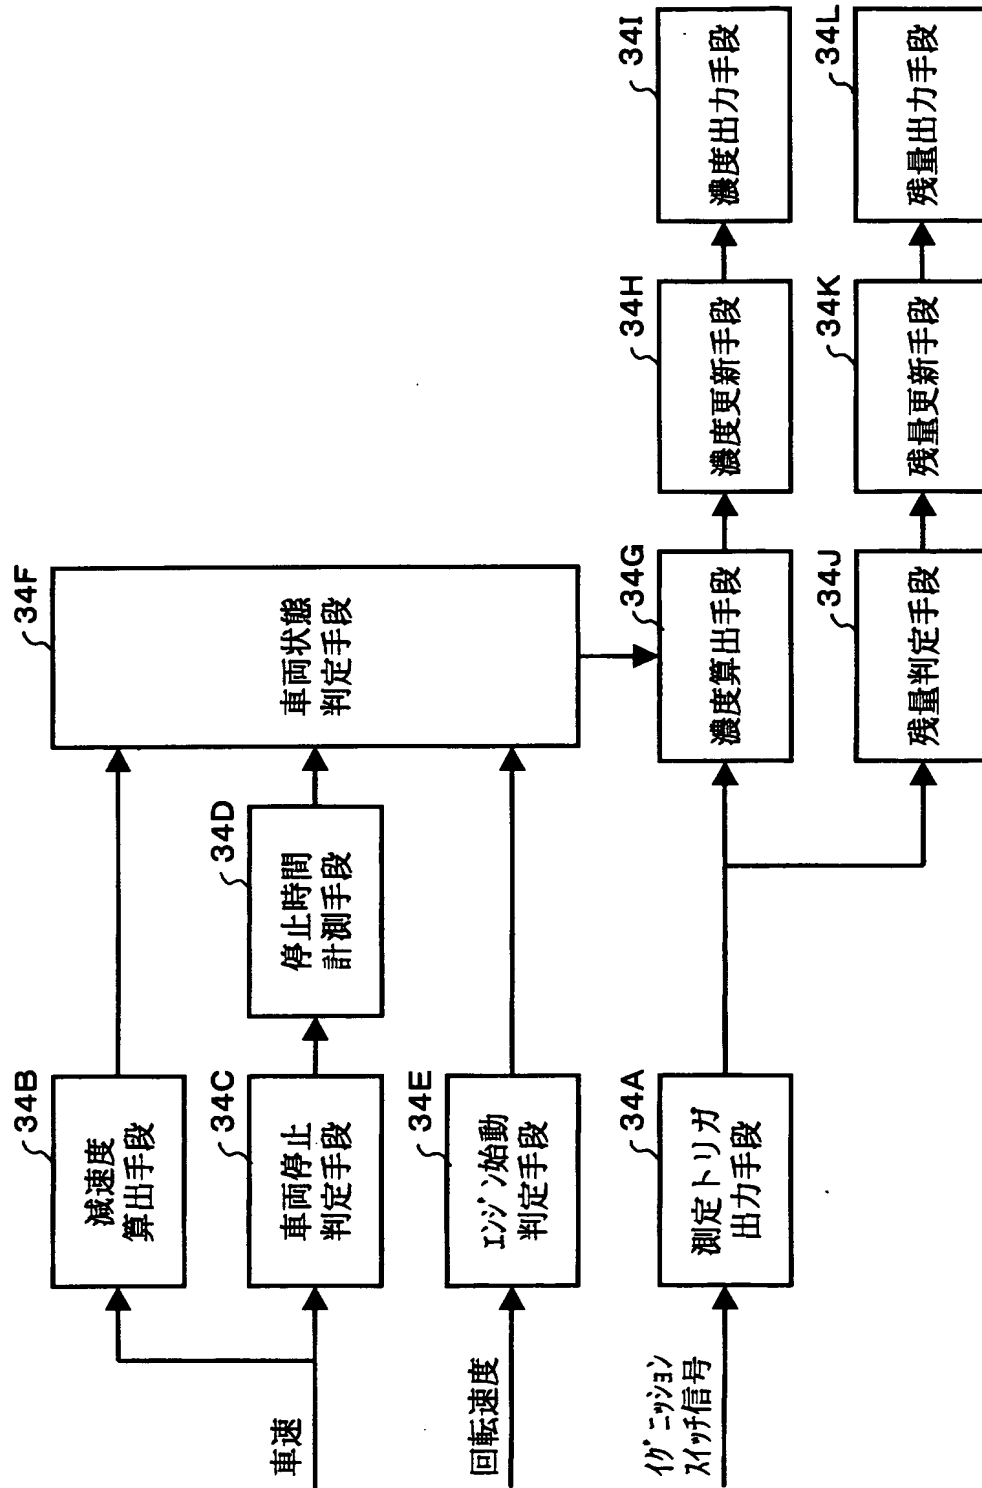 車速
回転速度
イグニッション
スイッチ信号
34B
減速度
算出手段
34C
車両停止
判定手段
34D
停止時間
計測手段
34E
エンジン始動
判定手段
34F
車両状態
判定手段
34A
測定トリガ
出力手段
34G
濃度算出手段
34H
濃度更新手段
34I
濃度出力手段
34J
残量判定手段
34K
残量更新手段
34L
残量出力手段